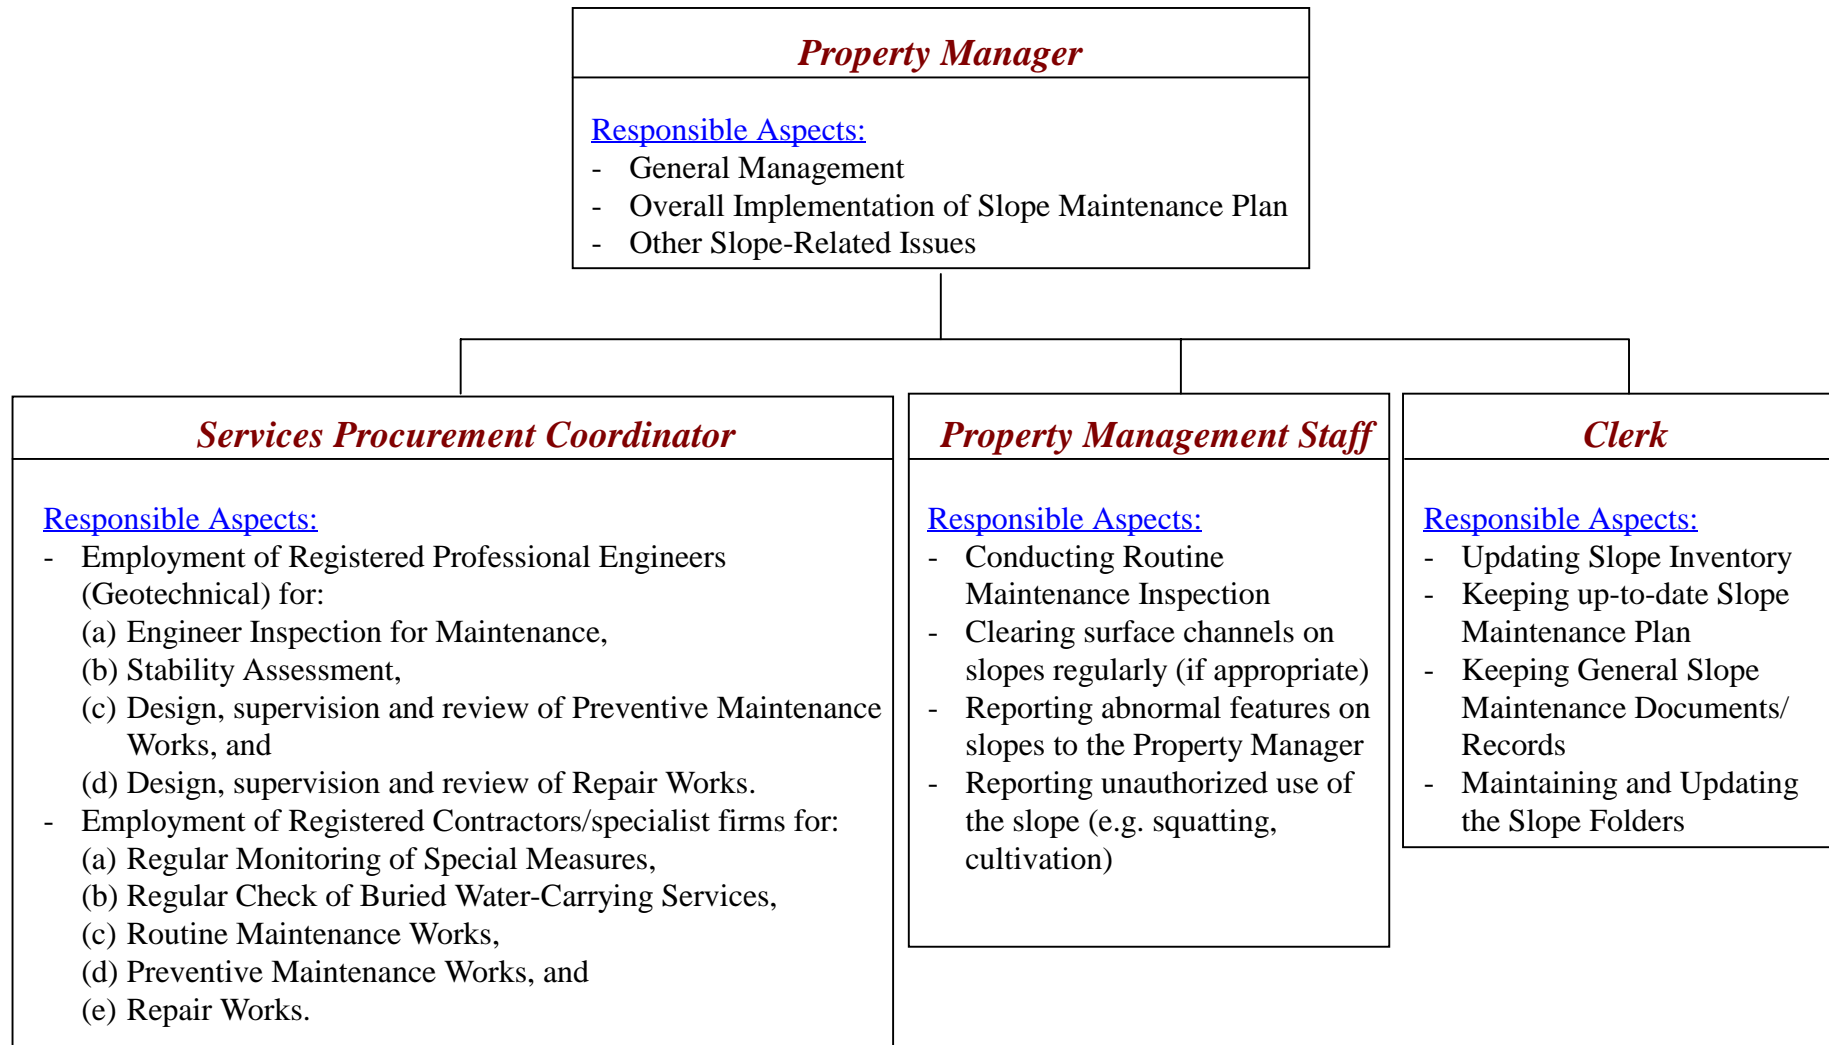 Property Manager
Responsible Aspects:
- General Management
- Overall Implementation of Slope Maintenance Plan
- Other Slope-Related Issues
Services Procurement Coordinator
Responsible Aspects:
- Employment of Registered Professional Engineers
(Geotechnical) for:
(a) Engineer Inspection for Maintenance,
(b) Stability Assessment,
(c) Design, supervision and review of Preventive Maintenance
Works, and
(d) Design, supervision and review of Repair Works.
- Employment of Registered Contractors/specialist firms for:
(a) Regular Monitoring of Special Measures,
(b) Regular Check of Buried Water-Carrying Services,
(c) Routine Maintenance Works,
(d) Preventive Maintenance Works, and
(e) Repair Works.
Property Management Staff
Responsible Aspects:
- Conducting Routine
Maintenance Inspection
- Clearing surface channels on
slopes regularly (if appropriate)
- Reporting abnormal features on
slopes to the Property Manager
- Reporting unauthorized use of
the slope (e.g. squatting,
cultivation)
Clerk
Responsible Aspects:
- Updating Slope Inventory
- Keeping up-to-date Slope
Maintenance Plan
- Keeping General Slope
Maintenance Documents/
Records
- Maintaining and Updating
the Slope Folders